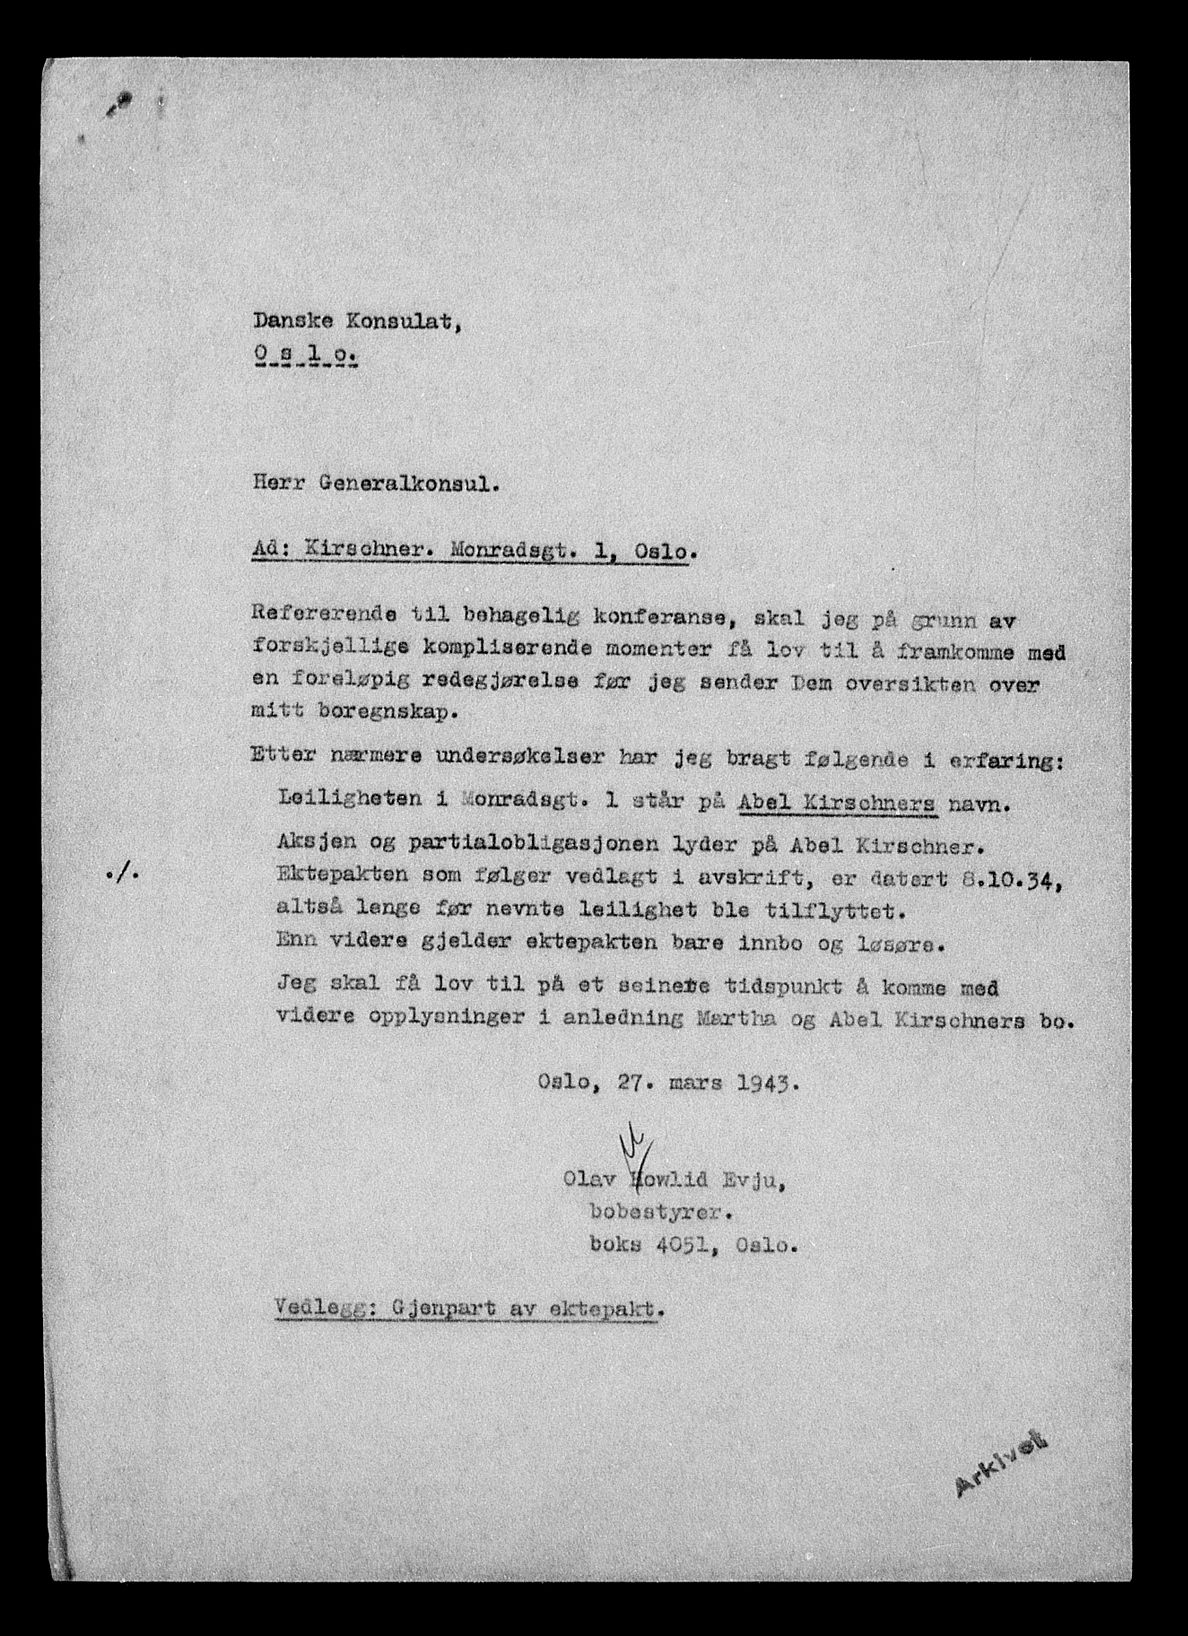 Danske Konsulat,
O s l o.
Herr Generalkonsul.
Ad: Kirschner. Monradsgt. 1, Oslo.
Refererende til behagelig konferanse, skal jeg på grunn av
forskjellige kompliserende momenter få lov til å framkomme med
en foreløpig redegjørelse før jeg sender Dem oversikten over
mitt boregnskap.
Etter nærmere undersøkelser har jeg bragt følgende i erfaring:
Leiligheten i Monradsgt. 1 står på Abel Kirschners navn.
Aksjen og partialobligasjonen lyder på Abel Kirschner.
./. Ektepakten som følger vedlagt i avskrift, er datert 8.10.34,
altså lenge før nevnte leilighet ble tilflyttet.
Enn videre gjelder ektepakten bare innbo og løsøre.
Jeg skal få lov til på et seinere tidspunkt å komme med
videre opplysninger i anledning Martha og Abel Kirschners bo.
Oslo, 27. mars 1943.
Olav Howlid Evju,
bobestyrer.
boks 4051, Oslo.
Vedlegg: Gjenpart av ektepakt.
Arkivet